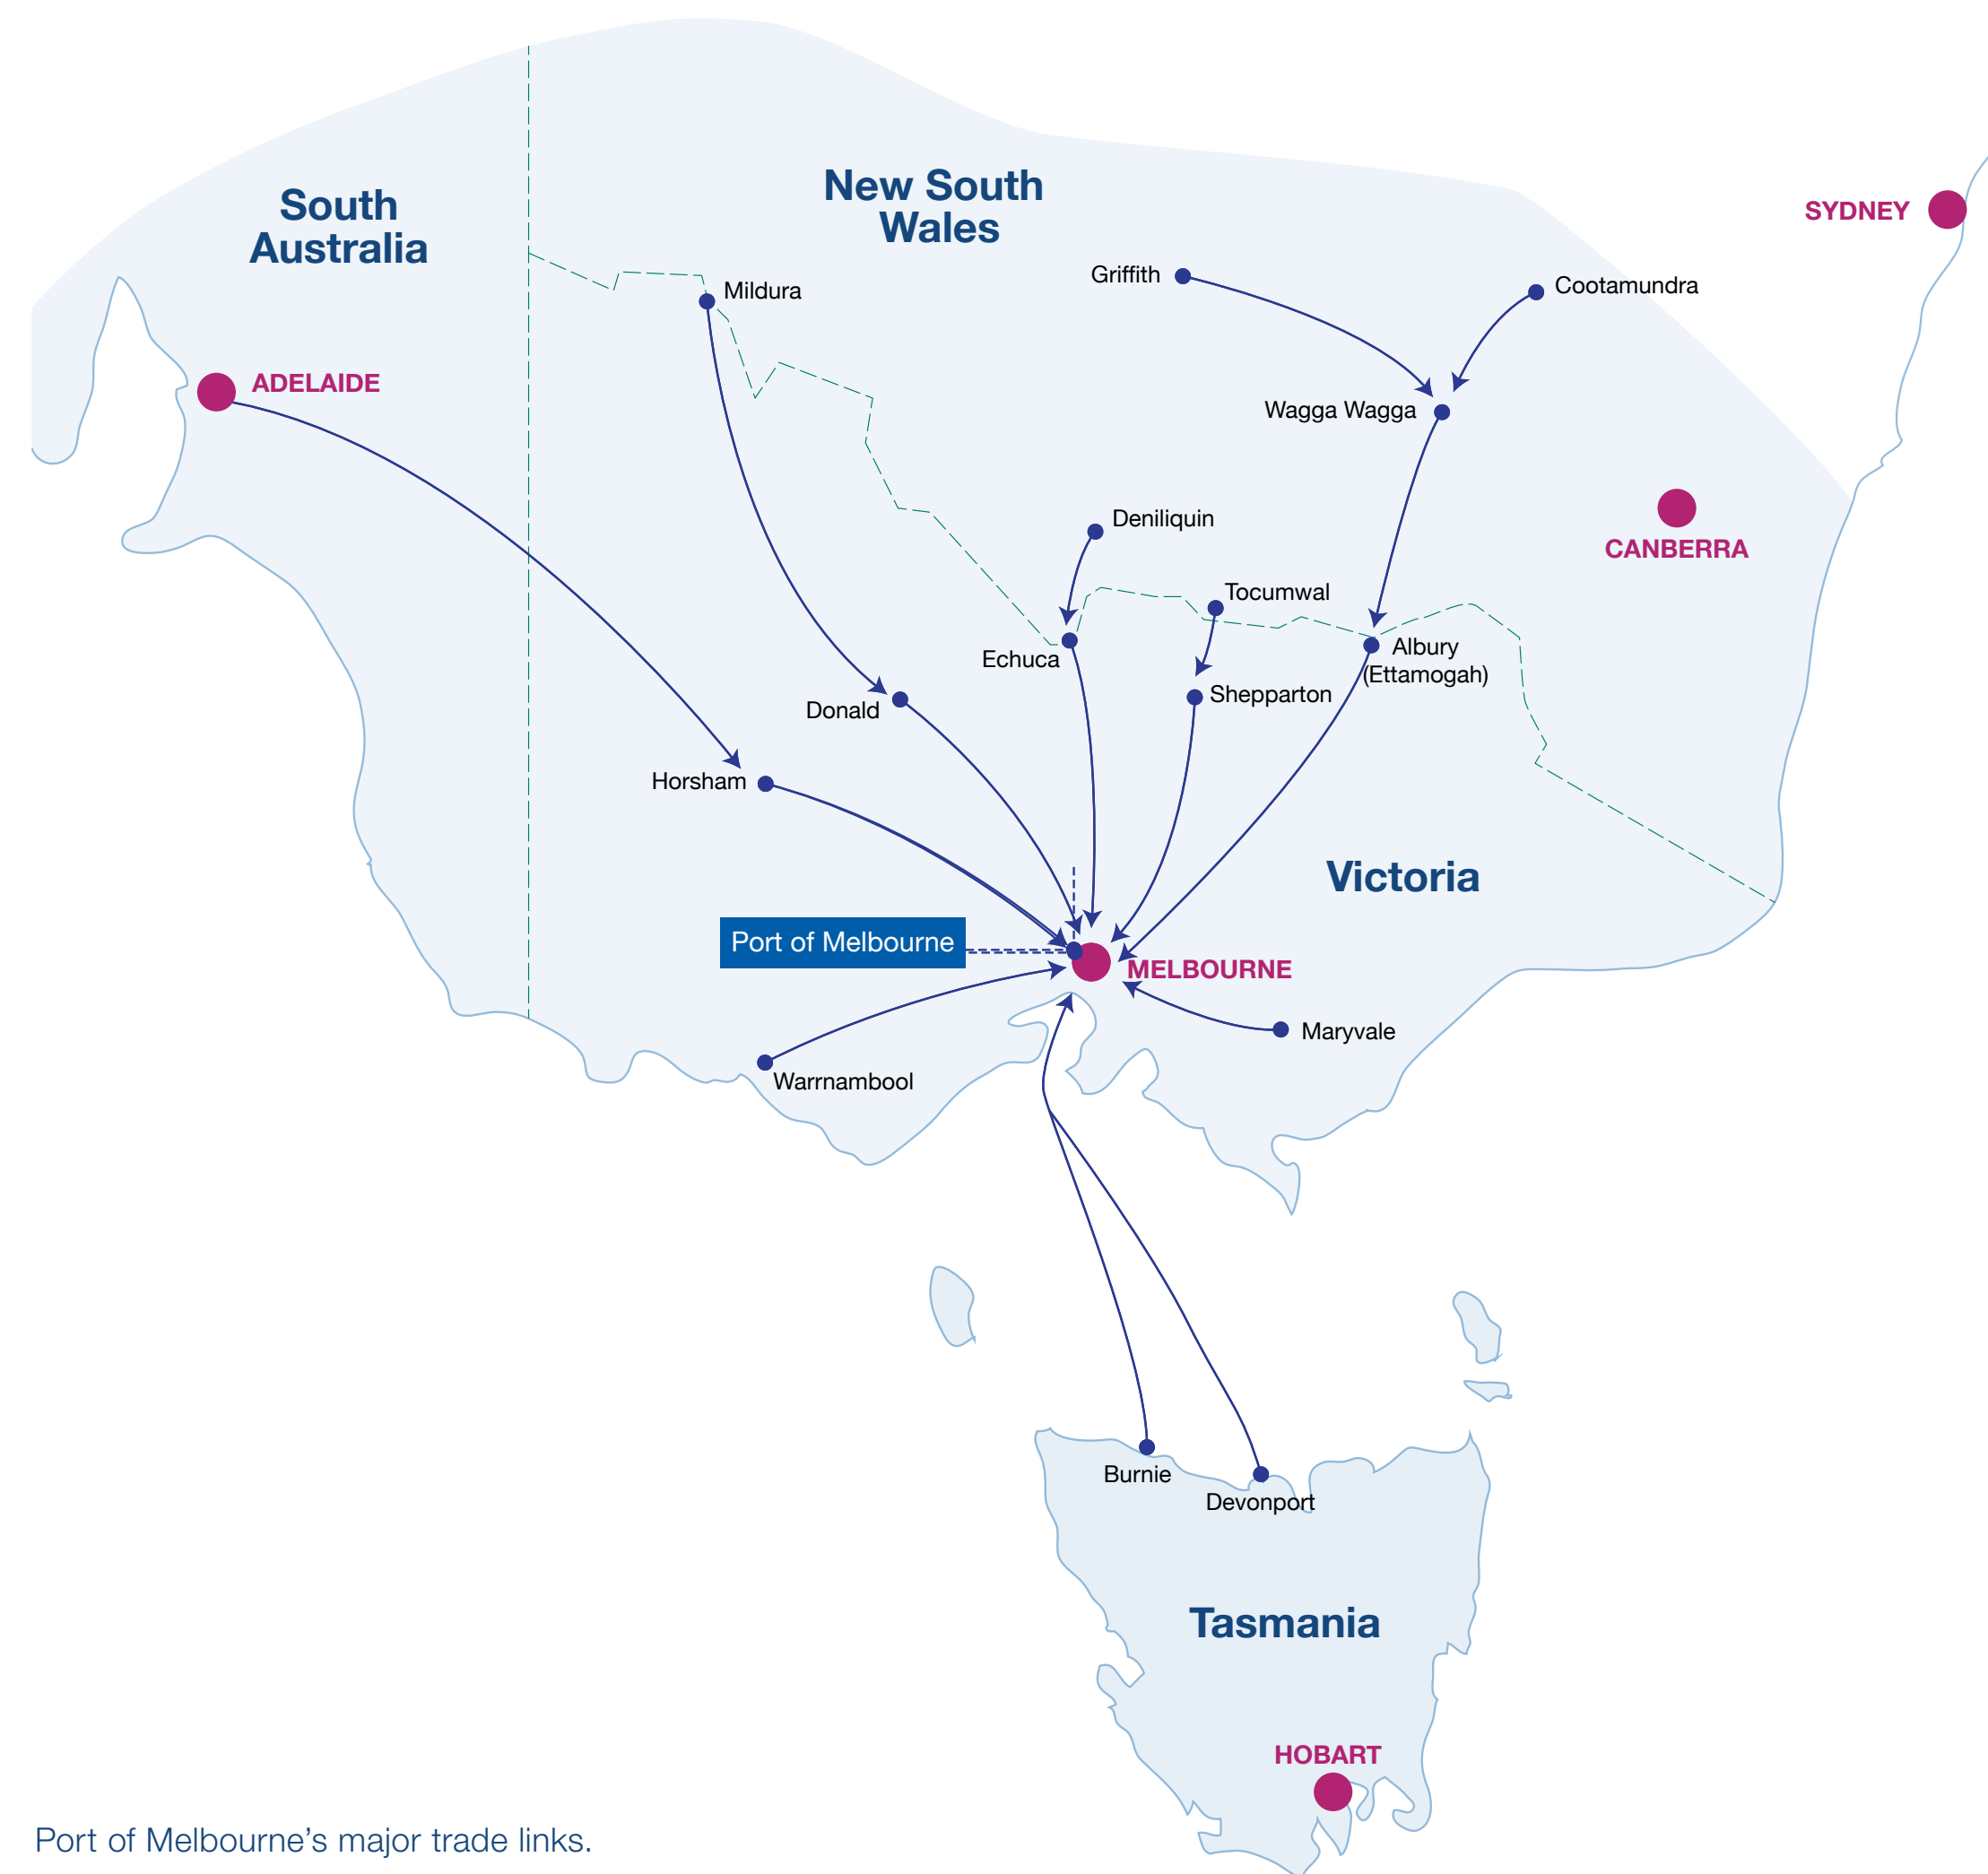 South
Australia
New South
Wales
SYDNEY
Griffith
Cootamundra
Mildura
ADELAIDE
Wagga Wagga
Deniliquin
CANBERRA
Tocumwal
Echuca
Albury
(Ettamogah)
Shepparton
Donald
Horsham
Victoria
Port of Melbourne
MELBOURNE
Maryvale
Warrnambool
Burnie
Devonport
Tasmania
HOBART
Port of Melbourne’s major trade links.